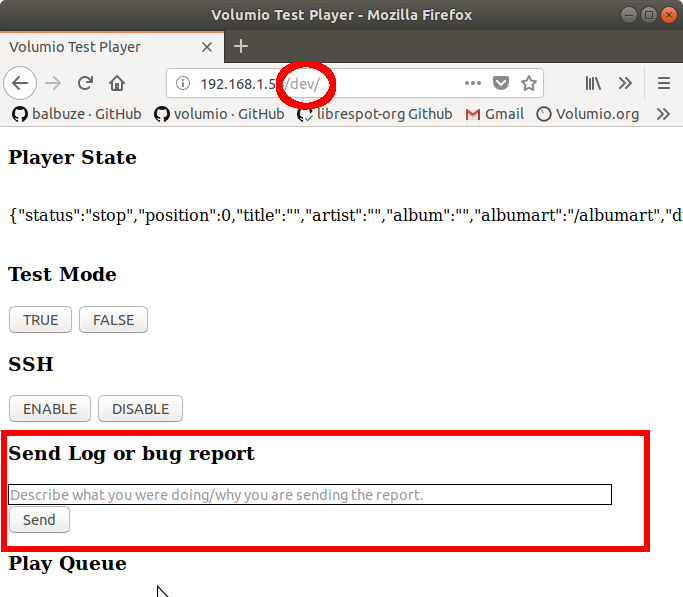 Volumio Test Player - Mozilla Firefox
Volumio Test Player
192.168.1.5 /dev/
balbuze · GitHub volumio · GitHub librespot-org Github Gmail Volumio.org
Player State
{"status":"stop","position":0,"title":"","artist":"","album":"","albumart":"/albumart","d
Test Mode
TRUE FALSE
SSH
ENABLE DISABLE
Send Log or bug report
Describe what you were doing/why you are sending the report.
Send
Play Queue